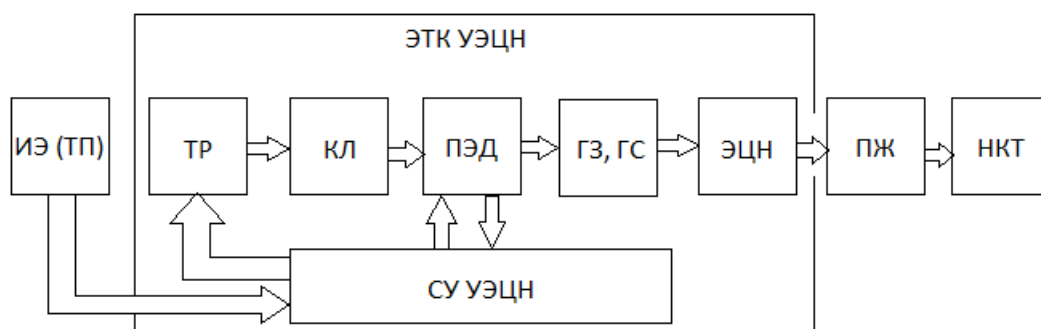 ЭТК УЭЦН
ИЭ (ТП)
ТР
КЛ
ПЭД
ГЗ, ГС
ЭЦН
ПЖ
НКТ
СУ УЭЦН